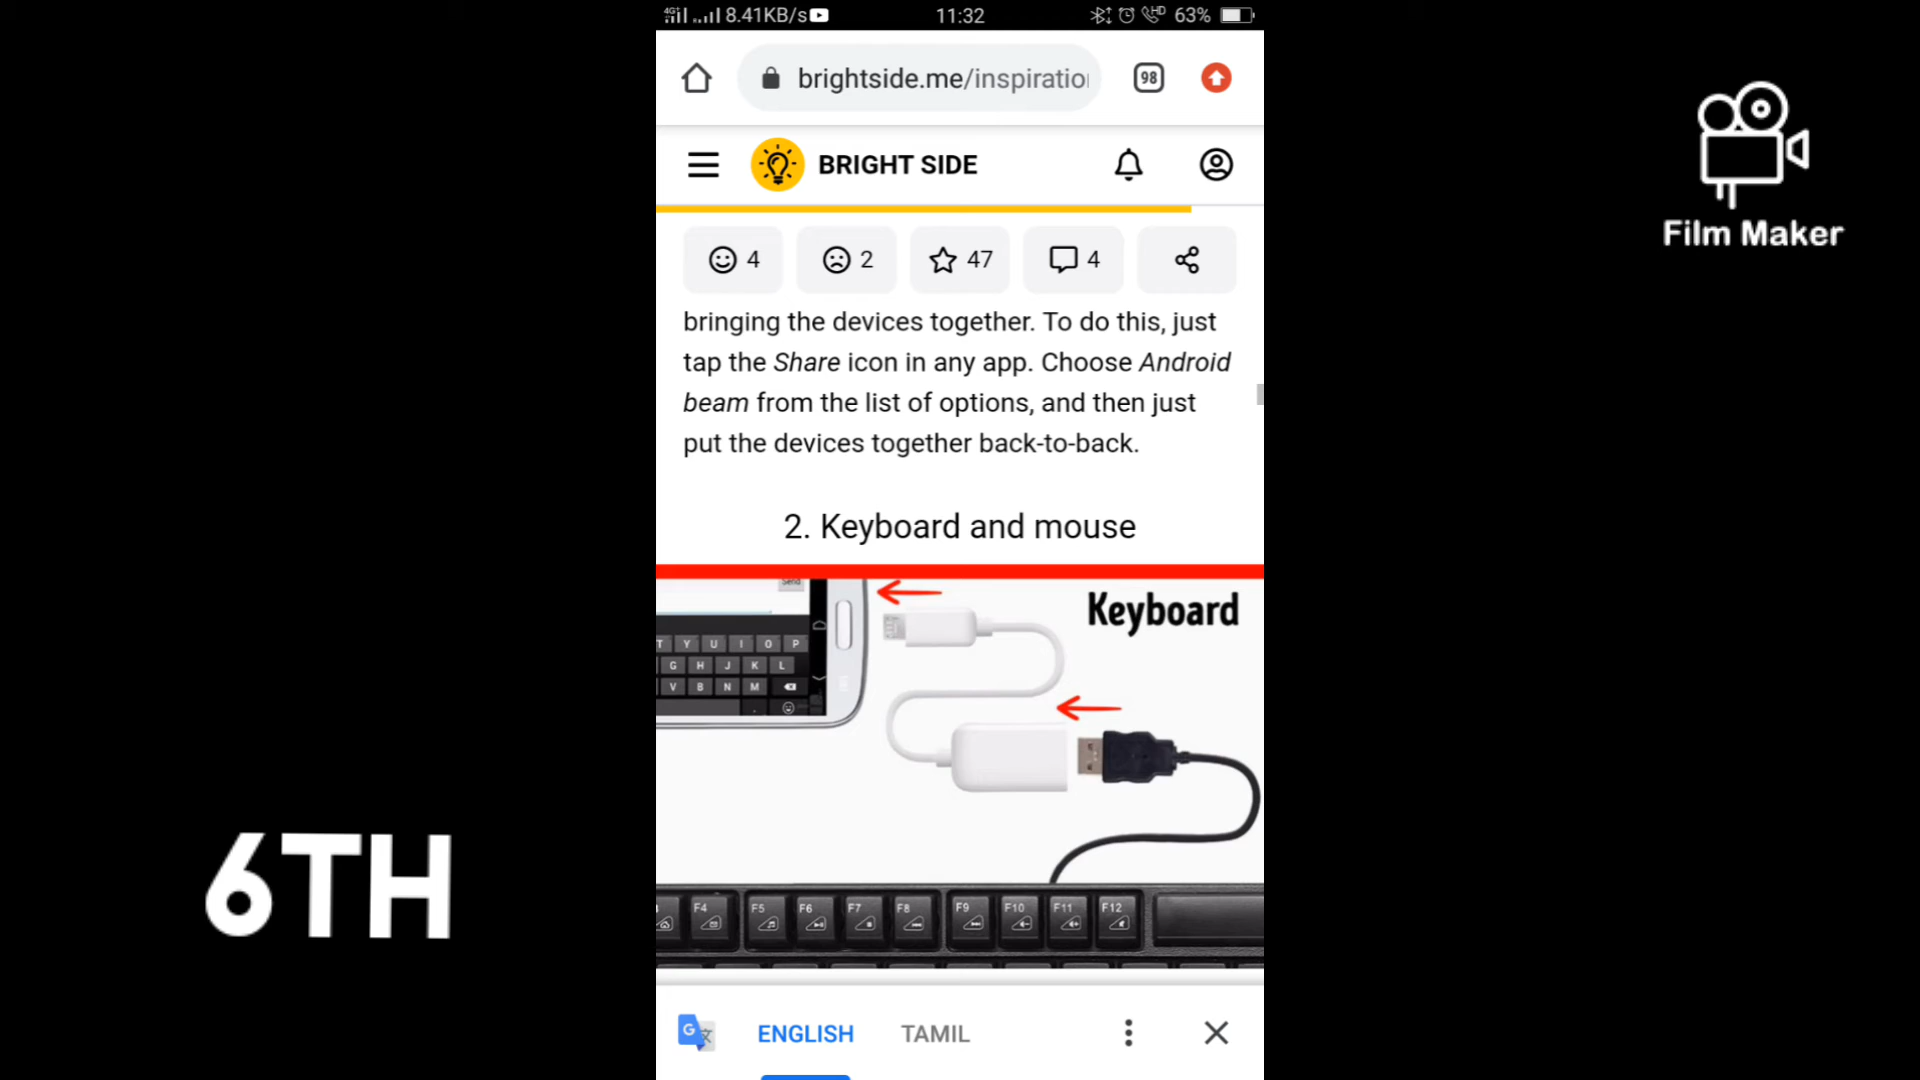 4G+ 8.41KB/s 11:32 HD 63%
brightside.me/inspiratio
98
BRIGHT SIDE
4 2 47 4
bringing the devices together. To do this, just
tap the Share icon in any app. Choose Android
beam from the list of options, and then just
put the devices together back-to-back.
2. Keyboard and mouse
Send
Keyboard
T Y U I O P
G H J K L
V B N M
.
F4 F5 F6 F7 F8 F9 F10 F11 F12
G ENGLISH TAMIL
Film Maker
6TH